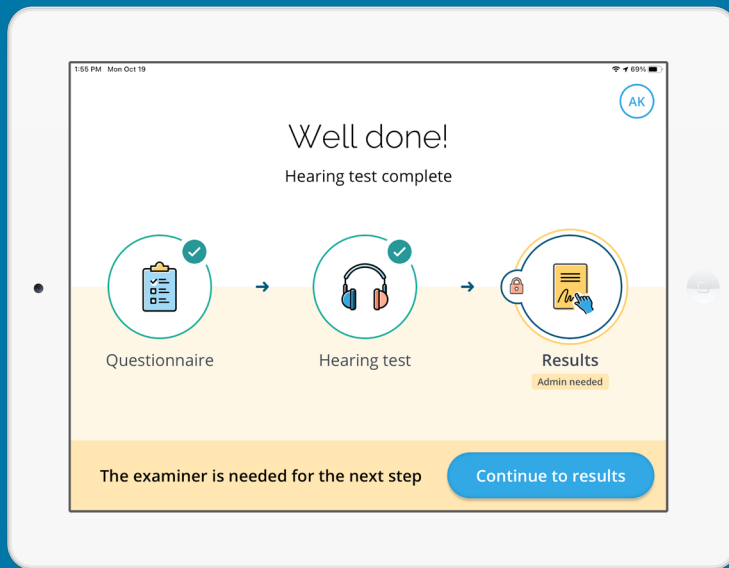 1:55 PM Mon Oct 19
69%
AK
Well done!
Hearing test complete
Questionnaire
Hearing test
Results
Admin needed
The examiner is needed for the next step
Continue to results